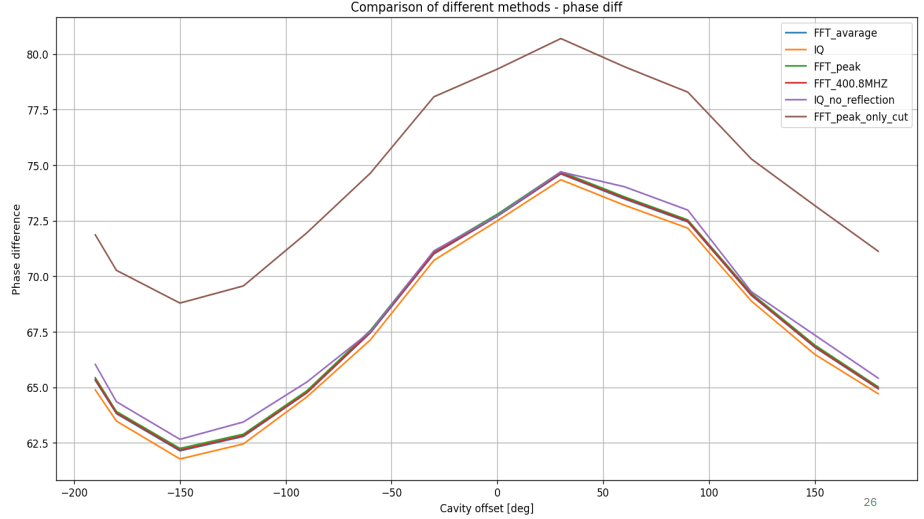 Comparison of different methods - phase diff
FFT_avarage
IQ
FFT_peak
FFT_400.8MHZ
IQ_no_reflection
FFT_peak_only_cut
80.0
77.5
75.0
72.5
70.0
67.5
65.0
62.5
Phase difference
−200
−150
−100
−50
0
50
100
150
Cavity offset [deg]
26